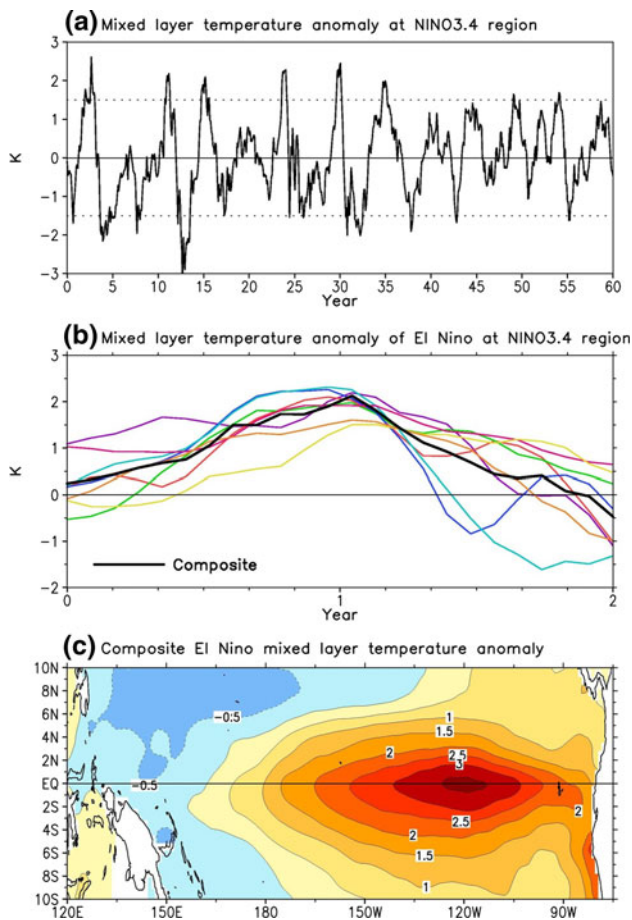 (a) Mixed layer temperature anomaly at NINO3.4 region
3
2
1
0
-1
-2
-3
K
0 5 10 15 20 25 30 35 40 45 50 55 60
Year
(b) Mixed layer temperature anomaly of El Nino at NINO3.4 region
3
2
1
0
-1
-2
K
Composite
0 1 2
Year
(c) Composite El Nino mixed layer temperature anomaly
10N
8N
6N
4N
2N
EQ
2S
4S
6S
8S
10S
-0.5
-0.5
1
1.5
2
2.5
3
2
2.5
2
1.5
1
120E 150E 180 150W 120W 90W